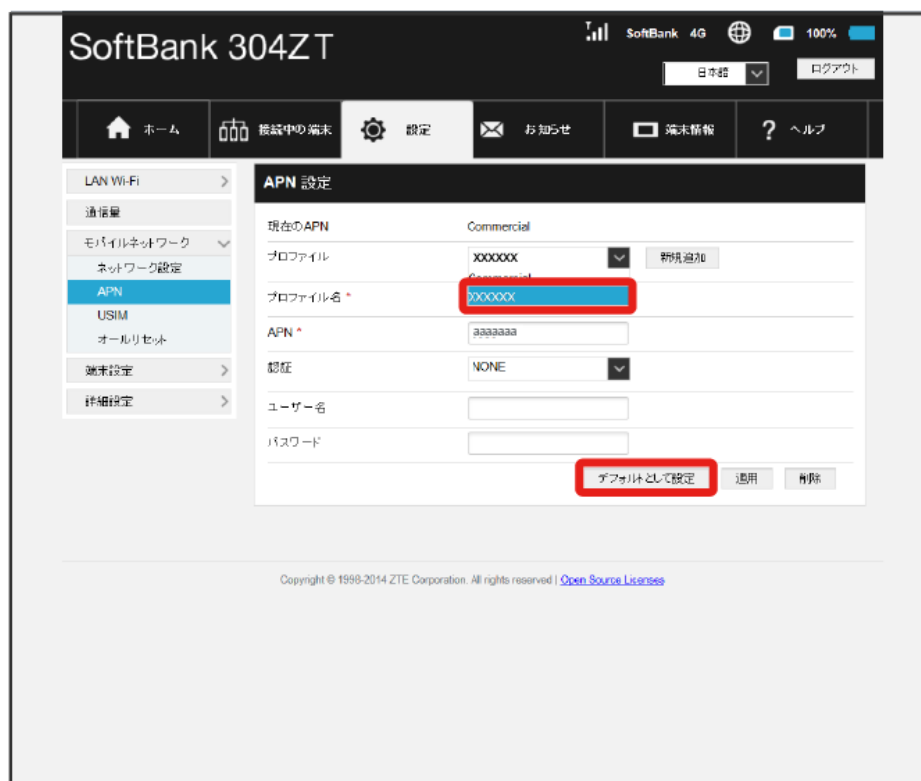 SoftBank 304ZT
SoftBank 4G 100%
日本語 ログアウト
ホーム 接続中の端末 設定 お知らせ 端末情報 ? ヘルプ
LAN Wi-Fi
通信量
モバイルネットワーク
ネットワーク設定
APN
USIM
オールリセット
端末設定
詳細設定
APN 設定
現在のAPN Commercial
プロファイル XXXXXX 新規追加
Commercial
プロファイル名 * XXXXXX
APN * aaaaaaa
認証 NONE
ユーザー名
パスワード
デフォルトとして設定 適用 削除
Copyright © 1998-2014 ZTE Corporation. All rights reserved | Open Source Licenses